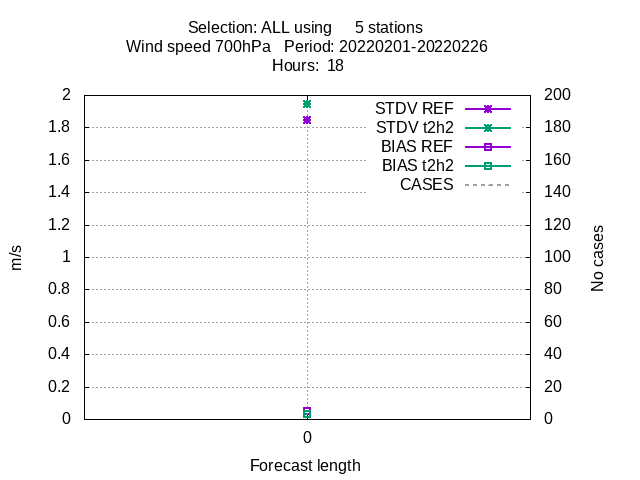 Selection: ALL using     5 stations
Wind speed 700hPa   Period: 20220201-20220226
Hours:  18
2
1.8
1.6
1.4
1.2
1
0.8
0.6
0.4
0.2
0
200
180
160
140
120
100
80
60
40
20
0
STDV REF
STDV t2h2
BIAS REF
BIAS t2h2
CASES
m/s
No cases
0
Forecast length